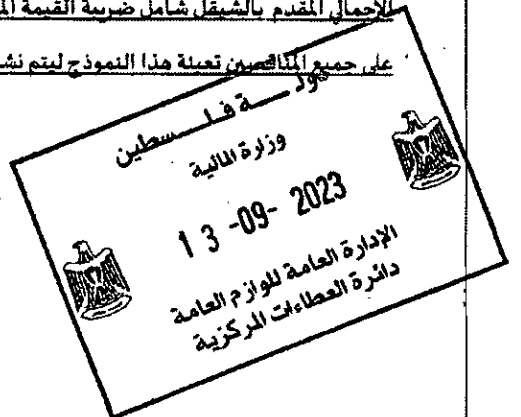 للإجمالي المقدم بالشيقل شامل ضريبة القيمة
على جميع المناقصين تعبئة هذا النموذج ليتم
دولة فلسطين
وزارة المالية
13 -09- 2023
الإدارة العامة للوازم العامة
دائرة العطاءات المركزية